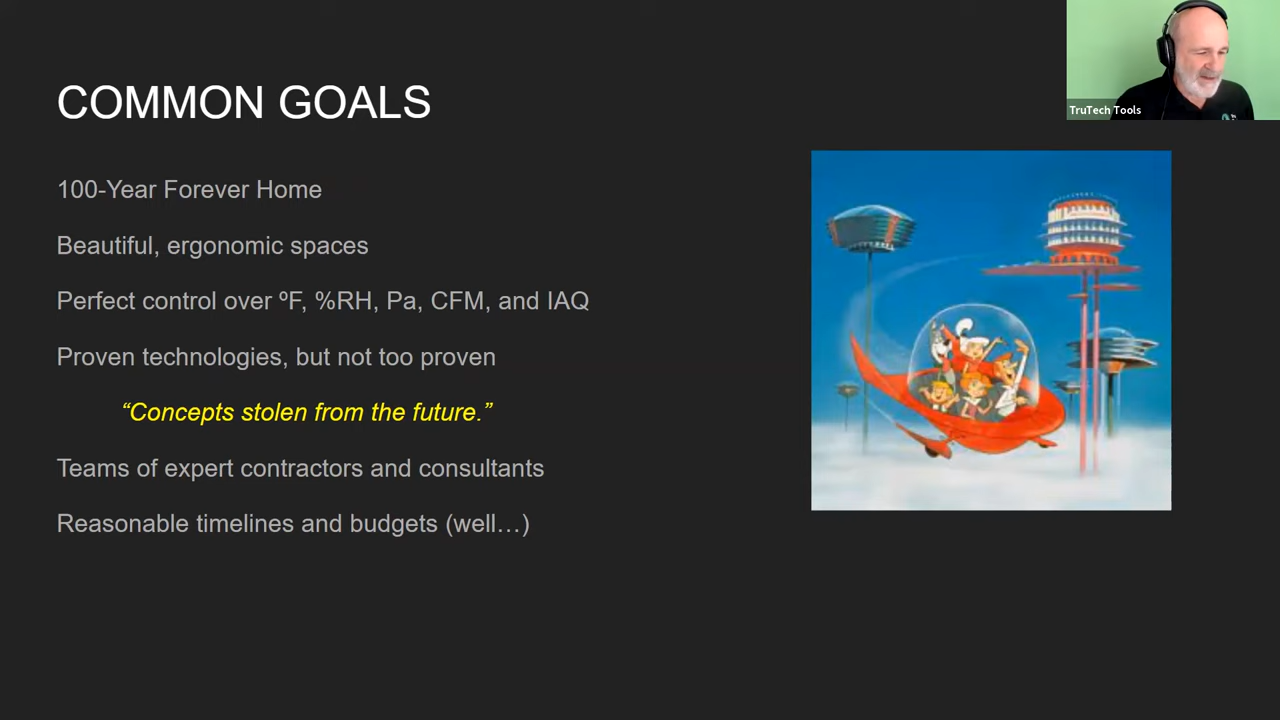 COMMON GOALS
TruTech Tools
100-Year Forever Home
Beautiful, ergonomic spaces
Perfect control over ºF, %RH, Pa, CFM, and IAQ
Proven technologies, but not too proven
“Concepts stolen from the future.”
Teams of expert contractors and consultants
Reasonable timelines and budgets (well…)